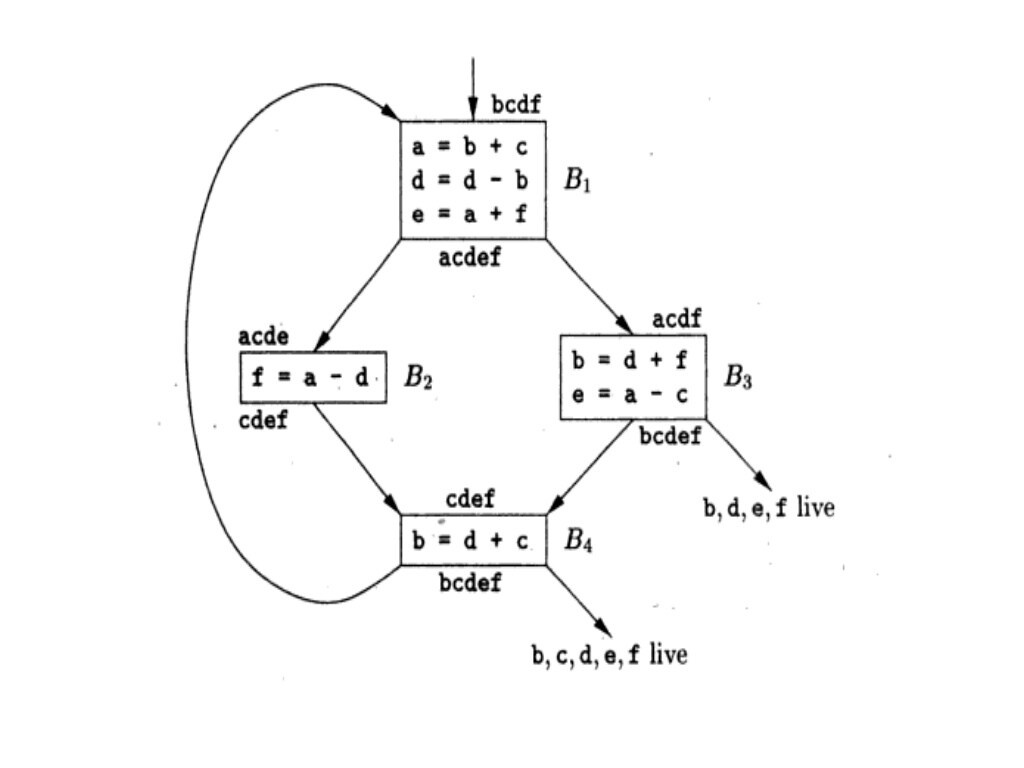 bcdf
a = b + c
d = d - b
e = a + f
B1
acdef
acde
f = a - d
B2
cdef
acdf
b = d + f
e = a - c
B3
bcdef
b, d, e, f live
cdef
b = d + c
B4
bcdef
b, c, d, e, f live